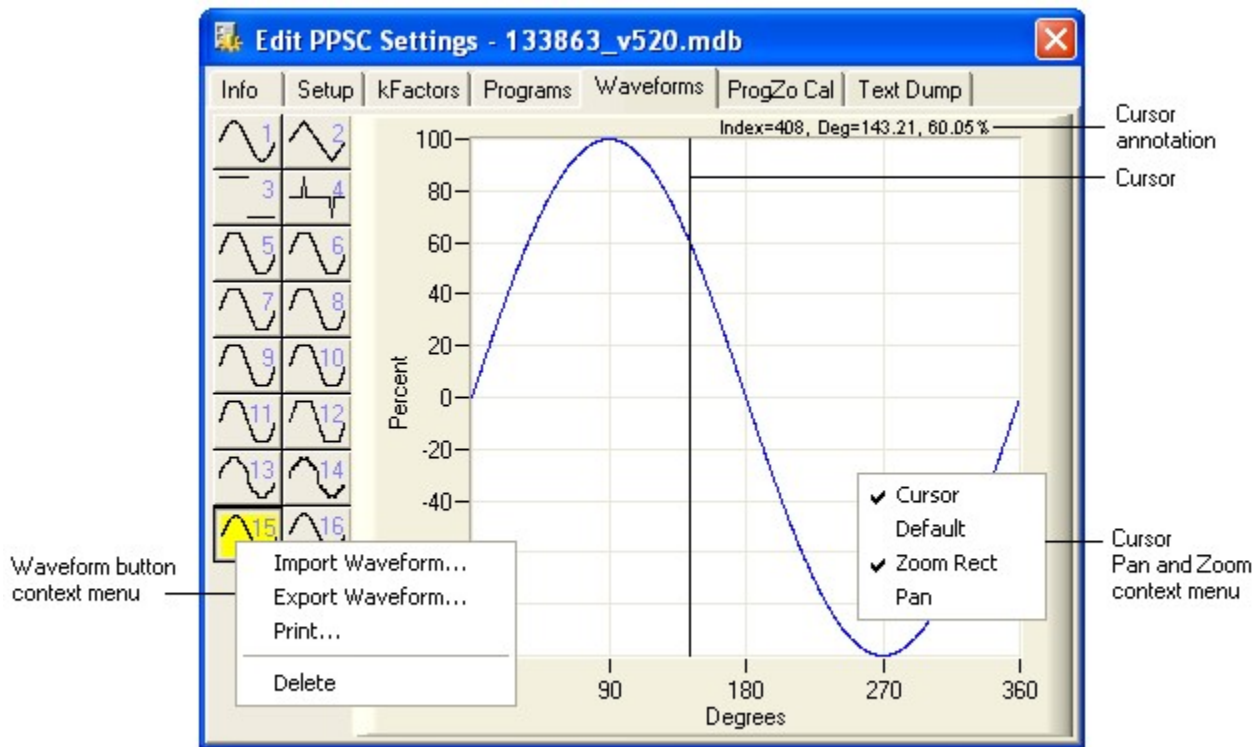 Edit PPSC Settings - 133863_v520.mdb
Info Setup kFactors Programs Waveforms ProgZo Cal Text Dump
Index=408, Deg=143.21, 60.05%
Cursor
annotation
Cursor
1 2
3 4
5 6
7 8
9 10
11 12
13 14
15 16
100
80
60
40
20
0
-20
-40
Percent
90 180 270 360
Degrees
Waveform button
context menu
Import Waveform...
Export Waveform...
Print...
Delete
Cursor
Default
Zoom Rect
Pan
Cursor
Pan and Zoom
context menu